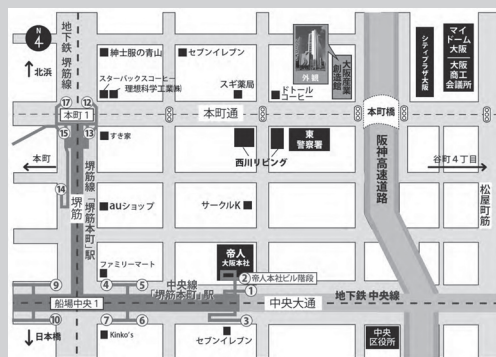 N
4
↑北浜
地下鉄 堺筋線
紳士服の青山
セブンイレブン
スターバックスコーヒー
理想科学工業㈱
スギ薬局
外観
大阪産業創造館
ドトールコーヒー
シティプラザ大阪
マイドーム大阪
大阪商工会議所
⑰
⑫
本町1
本町通
本町橋
⑮
⑬
すき家
西川リビング
東警察署
阪神高速道路
本町
谷町4丁目
松屋町筋
⑭
堺筋
堺筋線「堺筋本町」駅
auショップ
サークルK
ファミリーマート
帝人
大阪本社
②帝人本社ビル階段
⑨
④
⑤
中央線
「堺筋本町」駅
①
船場中央1
中央大通
地下鉄 中央線
⑩
⑦
⑥
③
↓日本橋
Kinko's
セブンイレブン
中央区役所